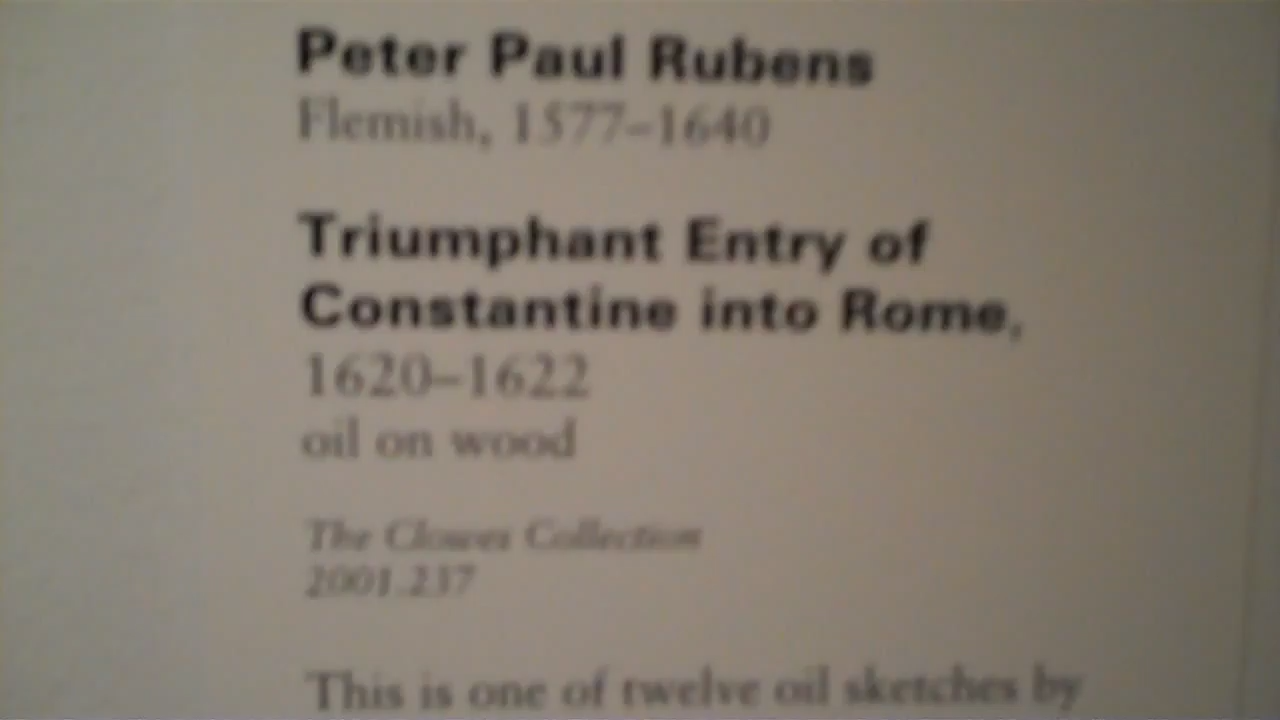 Peter Paul Rubens
Flemish, 1577–1640
Triumphant Entry of
Constantine into Rome,
1620–1622
oil on wood
The Clowes Collection
2001.237
This is one of twelve oil sketches by